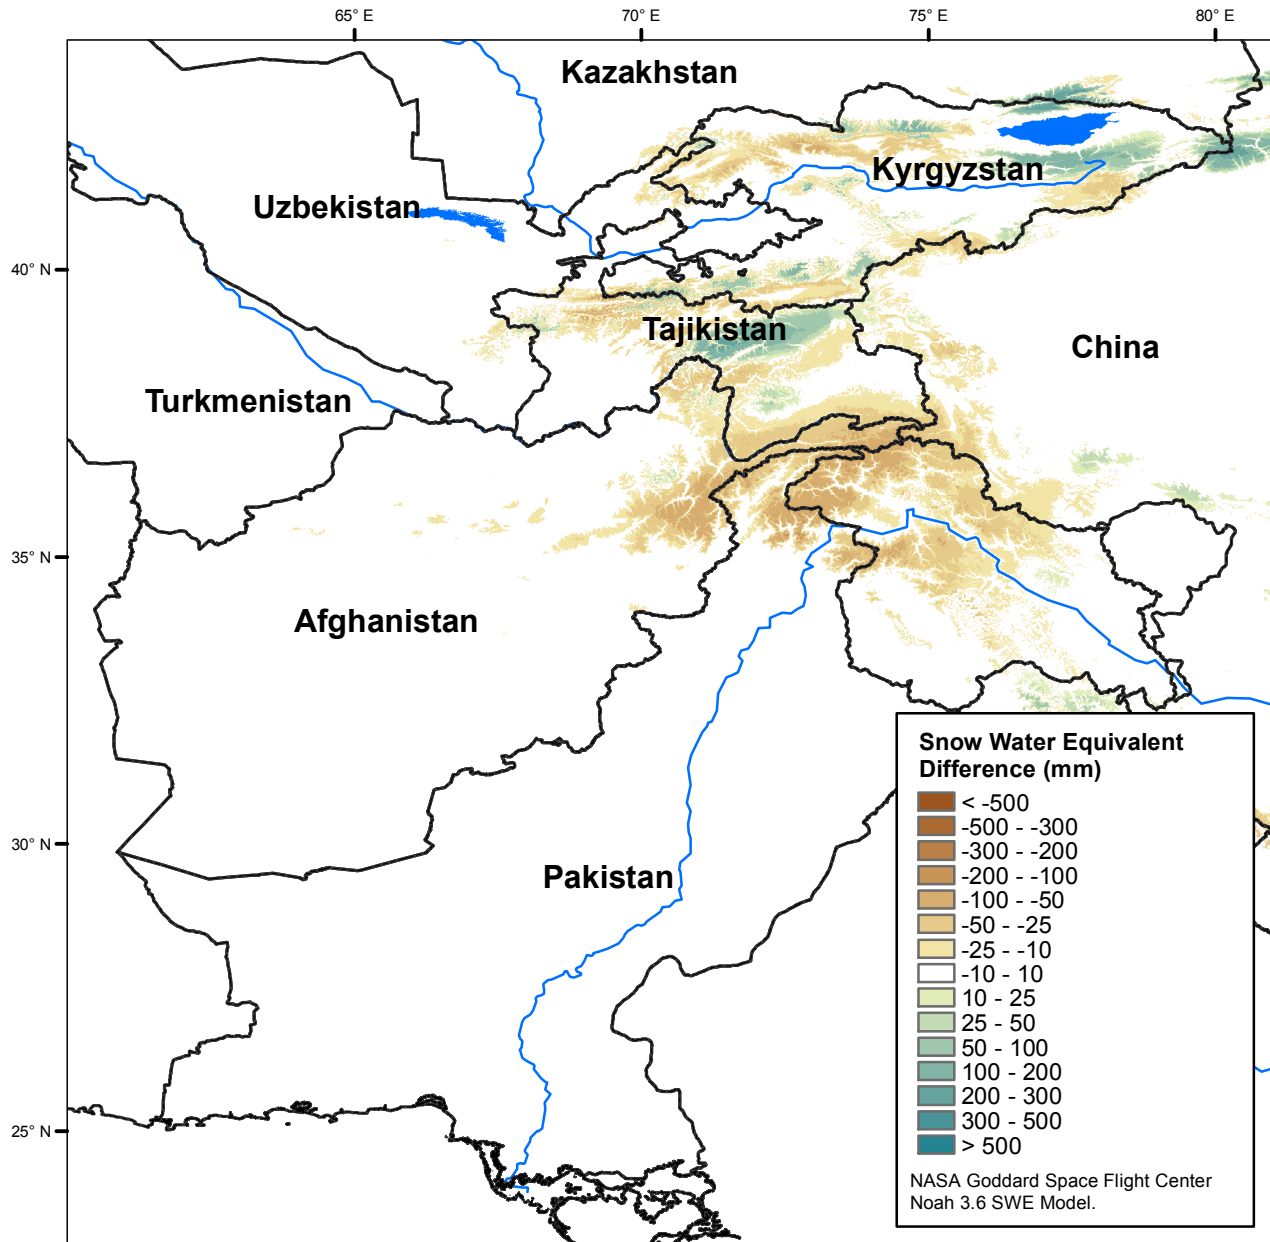 65° E
70° E
75° E
80° E
Kazakhstan
Kyrgyzstan
Uzbekistan
40° N
Tajikistan
China
Turkmenistan
35° N
Afghanistan
30° N
Pakistan
25° N
Snow Water Equivalent
Difference (mm)
< -500
-500 - -300
-300 - -200
-200 - -100
-100 - -50
-50 - -25
-25 - -10
-10 - 10
10 - 25
25 - 50
50 - 100
100 - 200
200 - 300
300 - 500
> 500
NASA Goddard Space Flight Center
Noah 3.6 SWE Model.